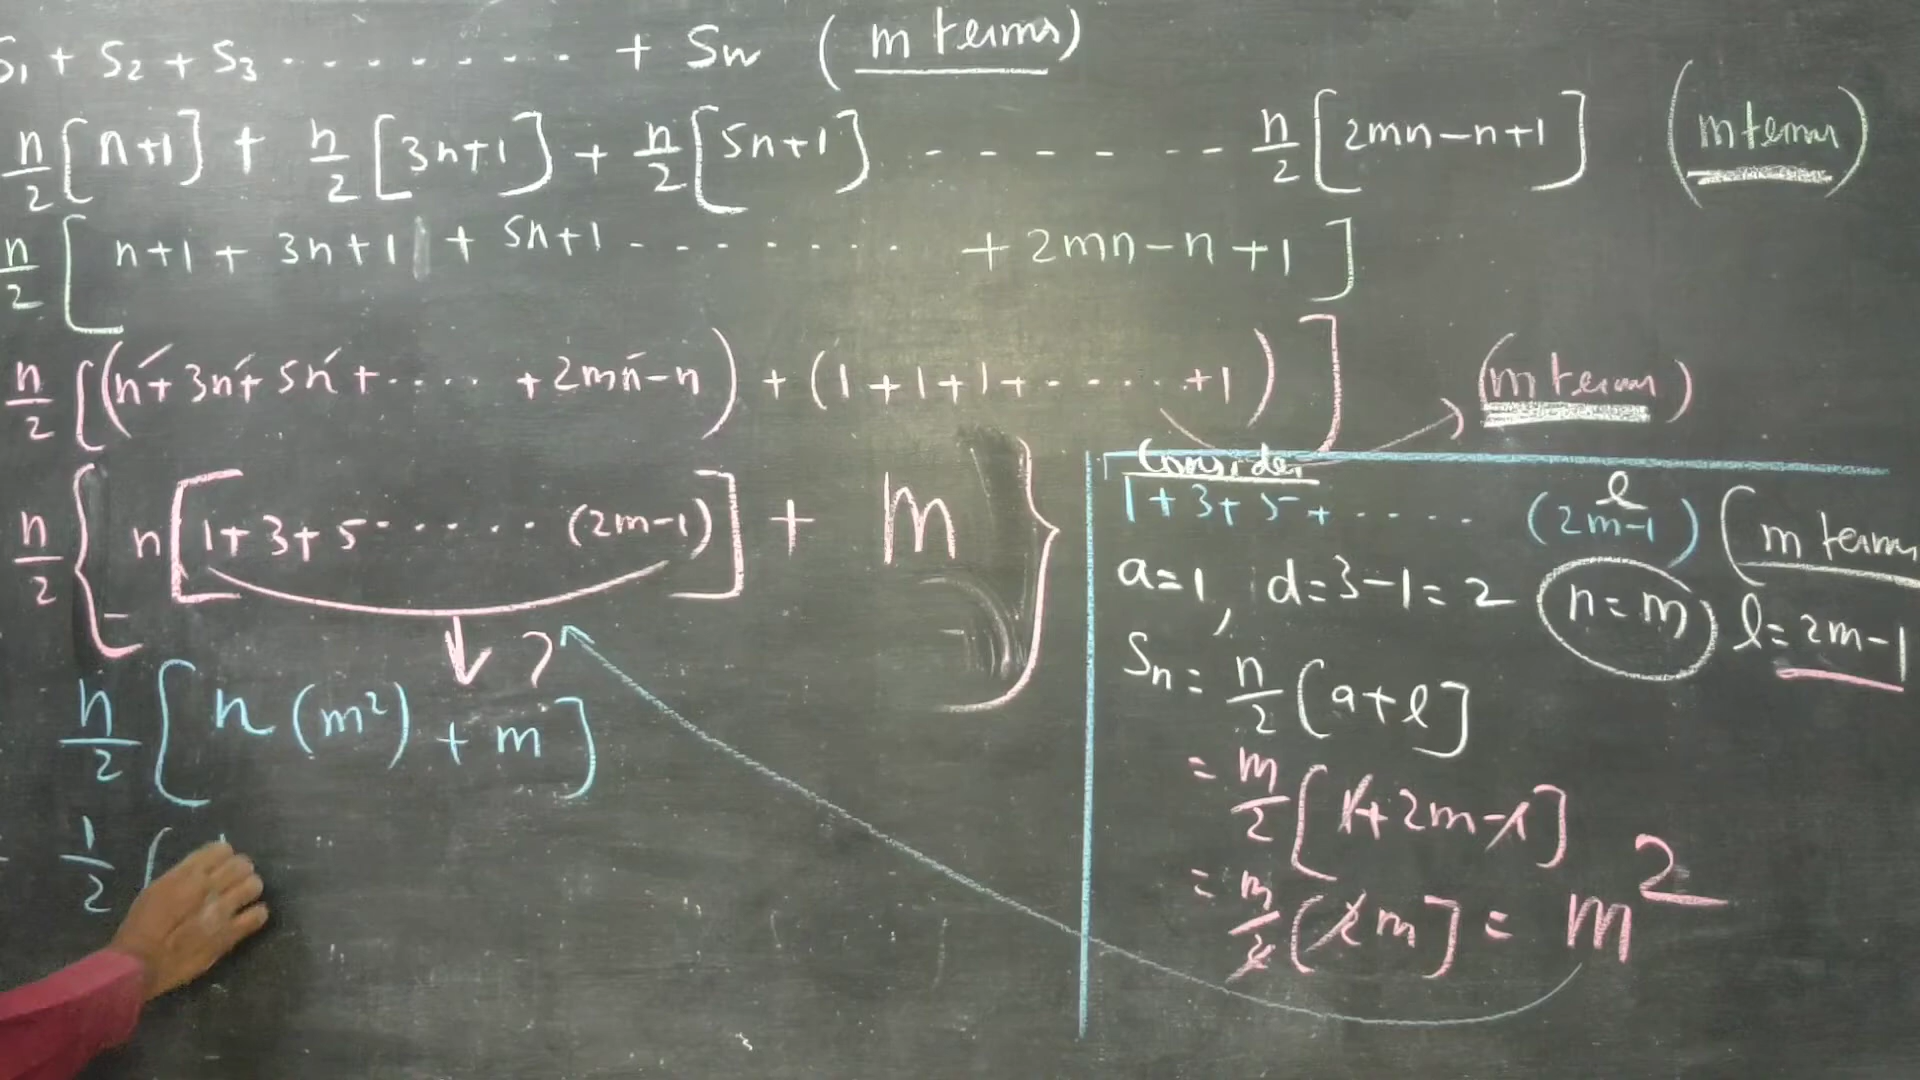 S₁ + S₂ + S₃ . . . . . . . . . + Sn (m terms)
n/2 [n+1] + n/2 [3n+1] + n/2 [5n+1] . - - - - - - n/2 [2mn-n+1] (m terms)
n/2 [ n+1 + 3n+1 + 5n+1 . . . . . . . + 2mn-n+1 ]
n/2 [(n+3n+5n+ . . . . . +2mn-n) + (1+1+1+ . . . . . +1)] (m terms)
n/2 { n[1+3+5 . . . . . . (2m-1)] + m }
?
n/2 [ n (m²) + m ]
1/2 [
Consider
1+3+5+ . . . . . (2m-1) (m terms
l
a=1, d=3-1=2 n=m l=2m-1
Sn = n/2 [a+l]
= m/2 [1+2m-1]
= m/2 [2m] = m²